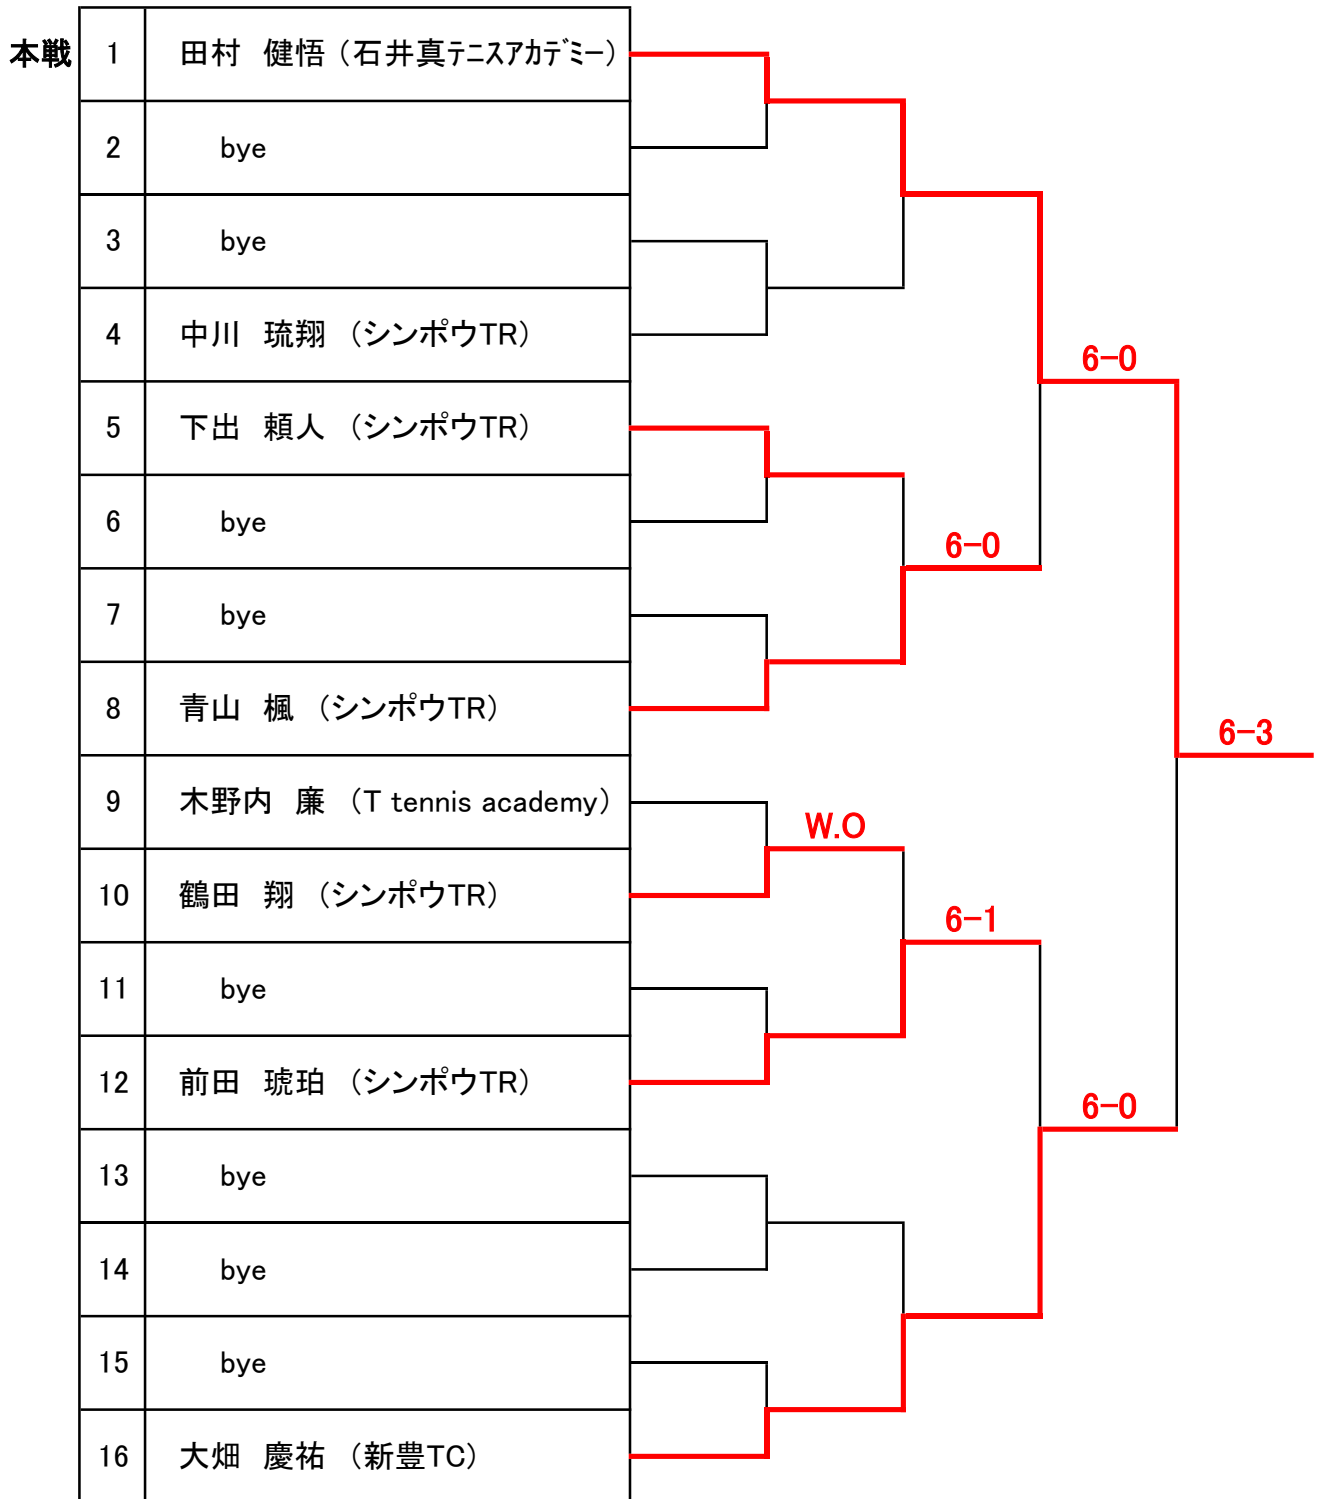 本戦 1 田村　健悟（石井真ﾃﾆｽｱｶﾃﾞﾐｰ）
2 bye
3 bye
4 中川　琉翔　（シンポウTR）
6-0
5 下出　頼人　（シンポウTR）
6 bye
6-0
7 bye
8 青山　楓　（シンポウTR）
6-3
9 木野内　廉　（T tennis academy）
W.O
10 鶴田　翔　（シンポウTR）
6-1
11 bye
12 前田　琥珀　（シンポウTR）
6-0
13 bye
14 bye
15 bye
16 大畑　慶祐　（新豊TC）